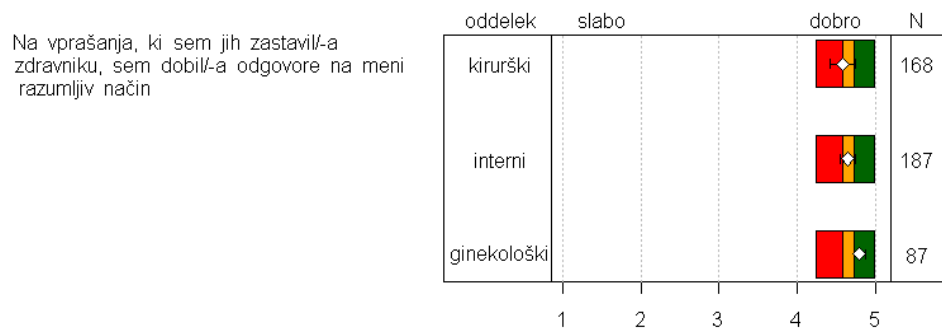 Na vprašanja, ki sem jih zastavil/-a
zdravniku, sem dobil/-a odgovore na meni
razumljiv način
oddelek slabo dobro N
kirurški 168
interni 187
ginekološki 87
1 2 3 4 5